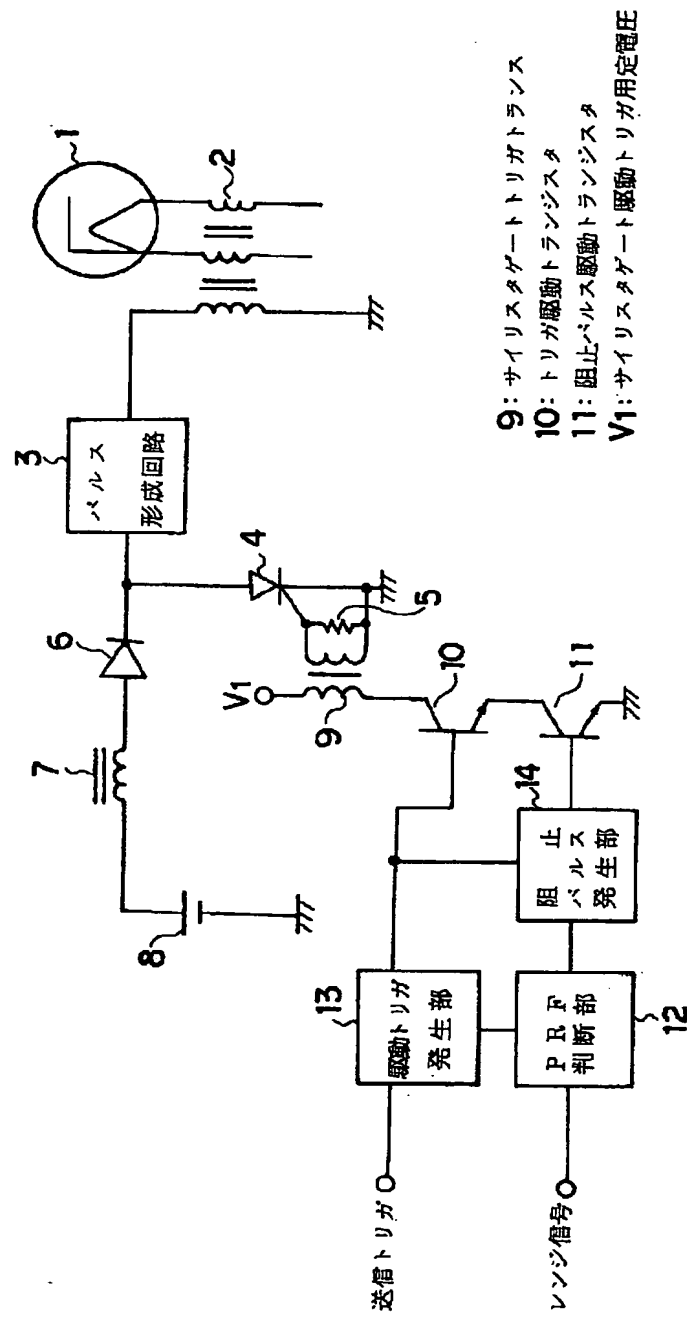 1
2
3
パルス
形成回路
4
5
6
7
8
V1
9
10
11
14
阻止
パルス
発生部
13
駆動トリガ
発生部
PRF
判断部
12
送信トリガ
レンジ信号
9: サイリスタゲートトリガトランス
10: トリガ駆動トランジスタ
11: 阻止パルス駆動トランジスタ
V1: サイリスタゲート駆動トリガ用定電圧